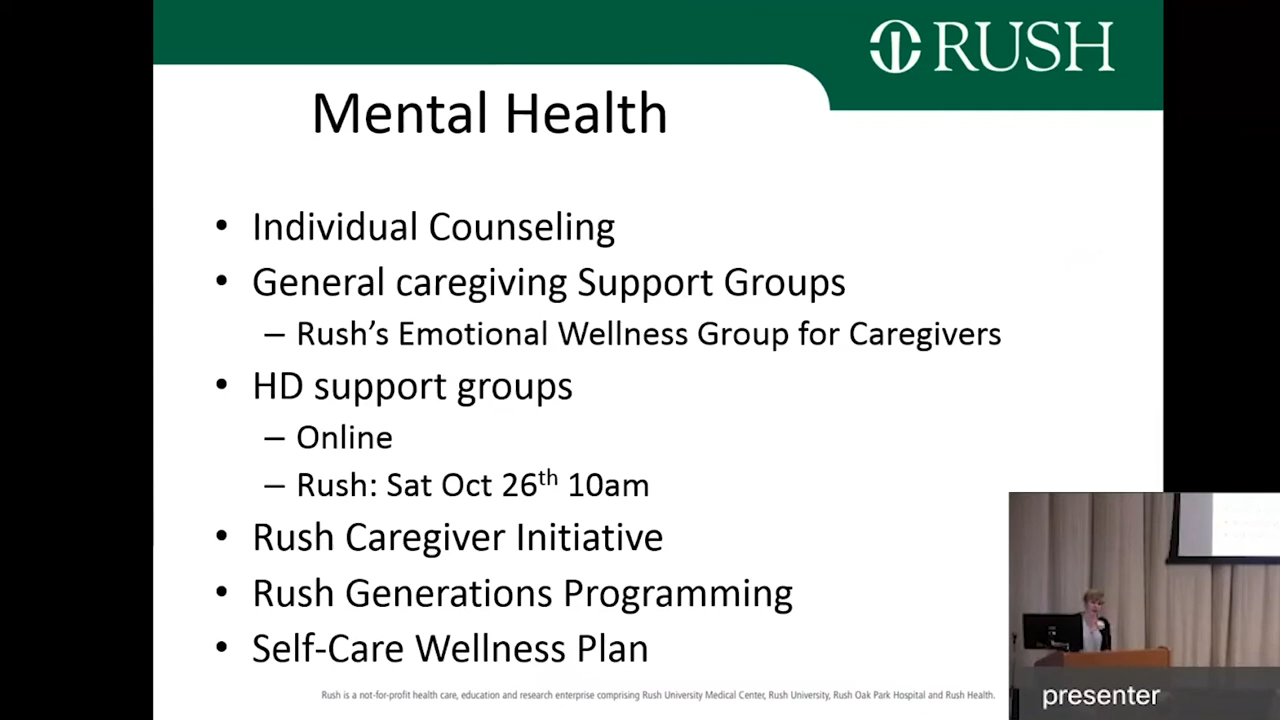 RUSH
Mental Health
• Individual Counseling
• General caregiving Support Groups
– Rush's Emotional Wellness Group for Caregivers
• HD support groups
– Online
– Rush: Sat Oct 26th 10am
• Rush Caregiver Initiative
• Rush Generations Programming
• Self-Care Wellness Plan
Rush is a not-for-profit health care, education and research enterprise comprising Rush University Medical Center, Rush University, Rush Oak Park Hospital and Rush Health.
presenter